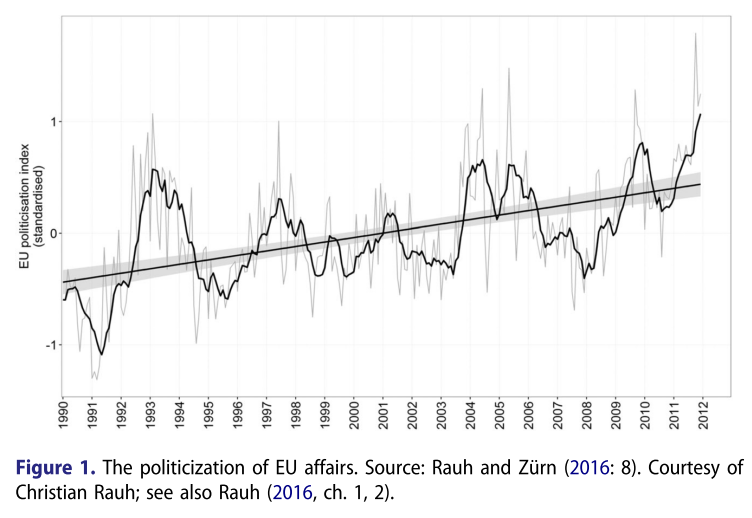 1
0
-1
EU politicisation index
(standardised)
1990 1991 1992 1993 1994 1995 1996 1997 1998 1999 2000 2001 2002 2003 2004 2005 2006 2007 2008 2009 2010 2011 2012
Figure 1. The politicization of EU affairs. Source: Rauh and Zürn (2016: 8). Courtesy of
Christian Rauh; see also Rauh (2016, ch. 1, 2).